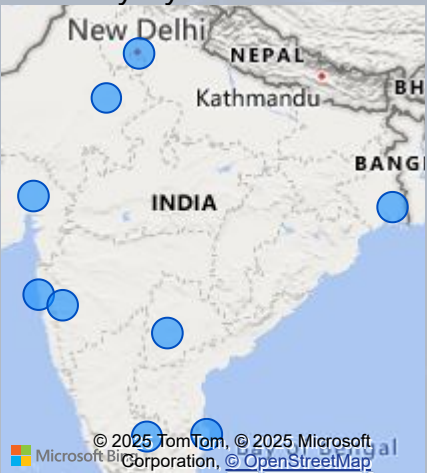 New Delhi
NEPAL
Kathmandu
BH
BANG
INDIA
Bay of Bengal
Microsoft Bing
© 2025 TomTom, © 2025 Microsoft
Corporation, © OpenStreetMap